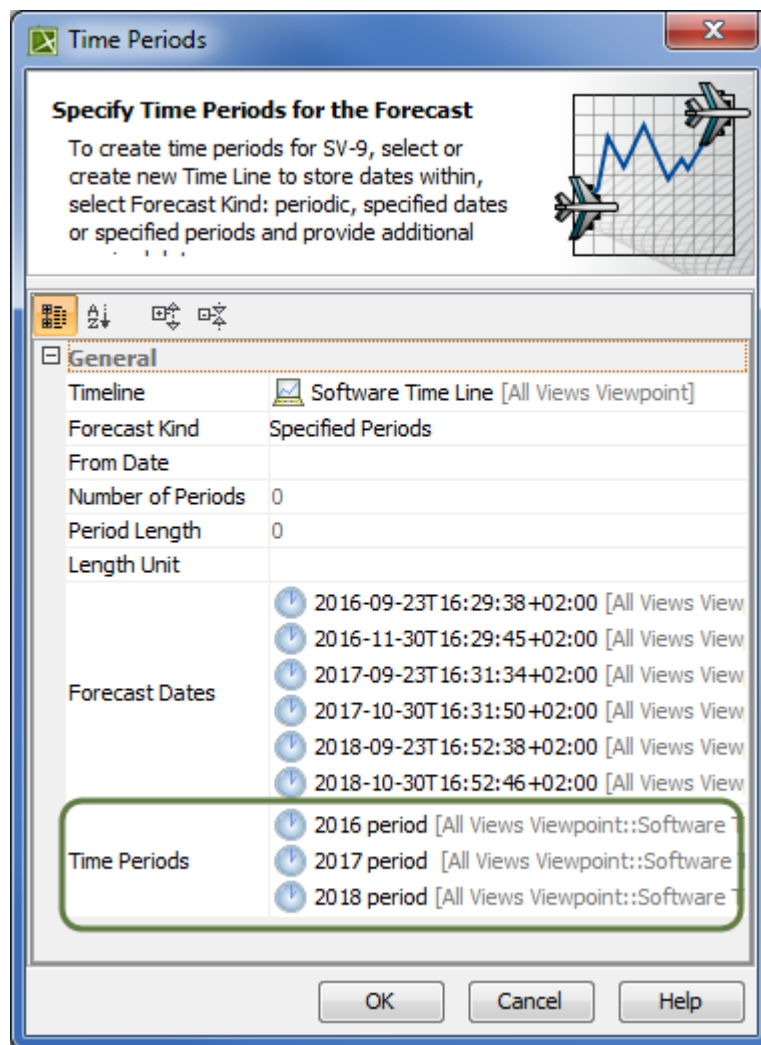 Time Periods
Specify Time Periods for the Forecast
To create time periods for SV-9, select or
create new Time Line to store dates within,
select Forecast Kind: periodic, specified dates
or specified periods and provide additional
General
Timeline Software Time Line [All Views Viewpoint]
Forecast Kind Specified Periods
From Date
Number of Periods 0
Period Length 0
Length Unit
Forecast Dates
2016-09-23T16:29:38+02:00 [All Views View
2016-11-30T16:29:45+02:00 [All Views View
2017-09-23T16:31:34+02:00 [All Views View
2017-10-30T16:31:50+02:00 [All Views View
2018-09-23T16:52:38+02:00 [All Views View
2018-10-30T16:52:46+02:00 [All Views View
Time Periods
2016 period [All Views Viewpoint::Software T
2017 period [All Views Viewpoint::Software
2018 period [All Views Viewpoint::Software T
OK Cancel Help